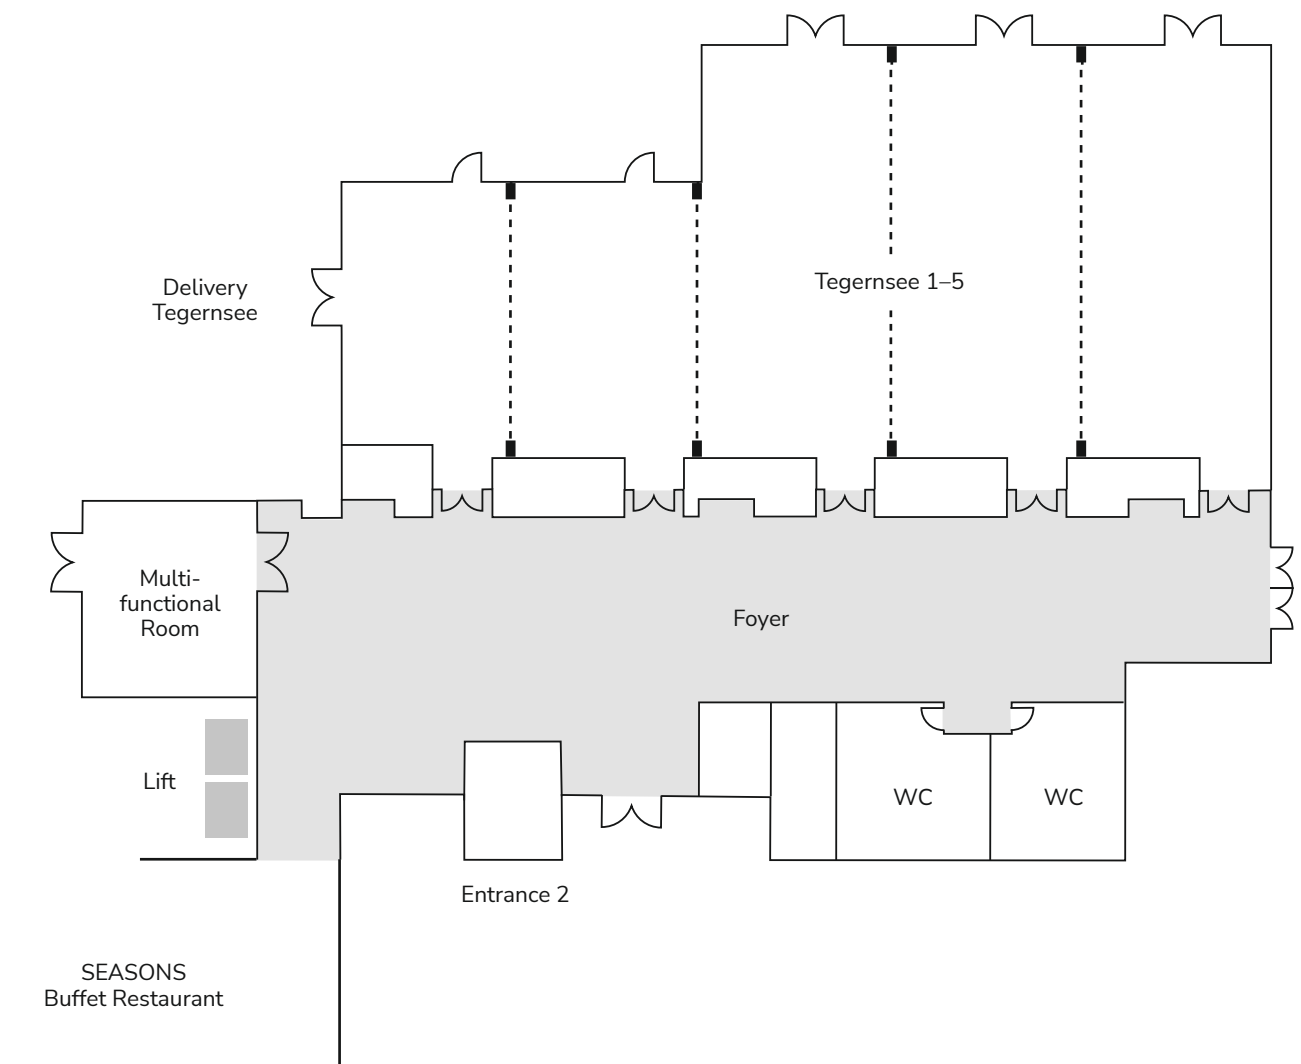 Tegernsee 1–5
Delivery
Tegernsee
Multi-
functional
Room
Foyer
Lift
WC
WC
Entrance 2
SEASONS
Buffet Restaurant